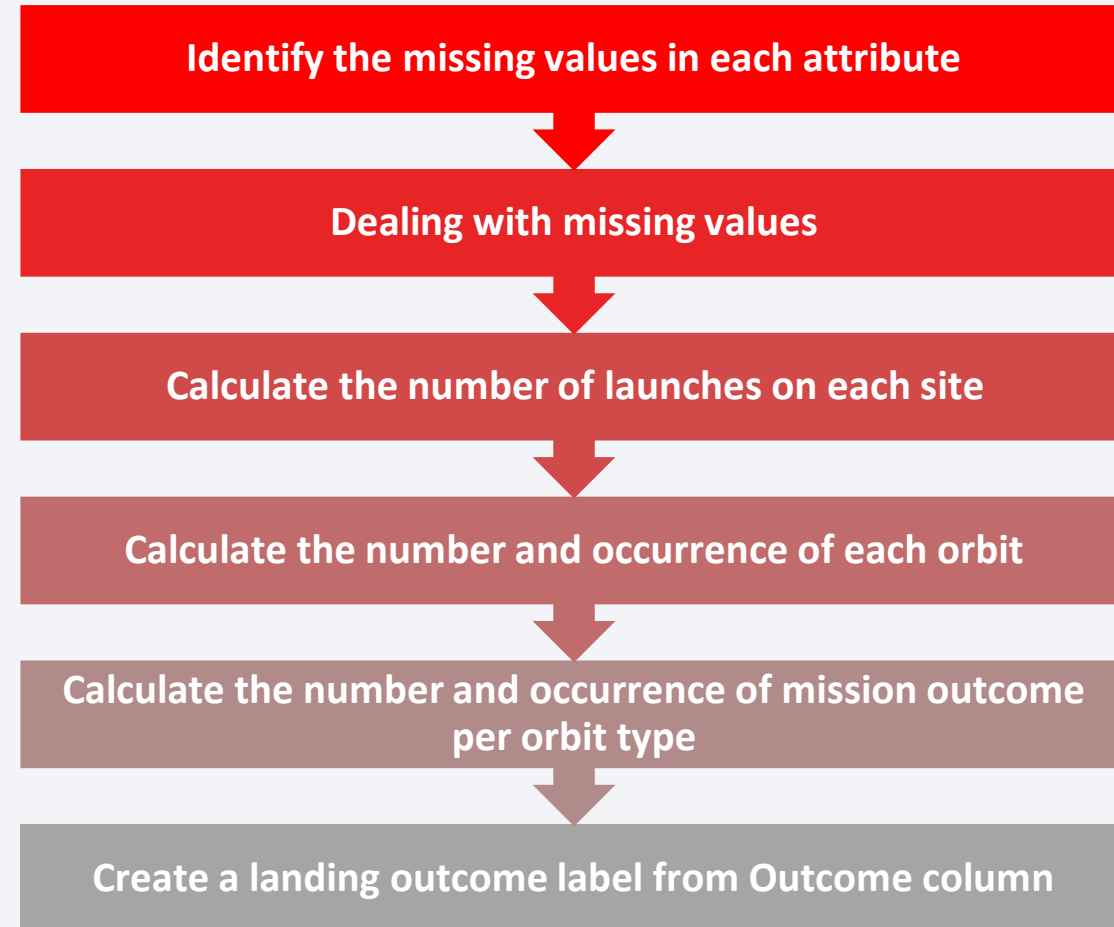 Identify the missing values in each attribute
Dealing with missing values
Calculate the number of launches on each site
Calculate the number and occurrence of each orbit
Calculate the number and occurrence of mission outcome
per orbit type
Create a landing outcome label from Outcome column